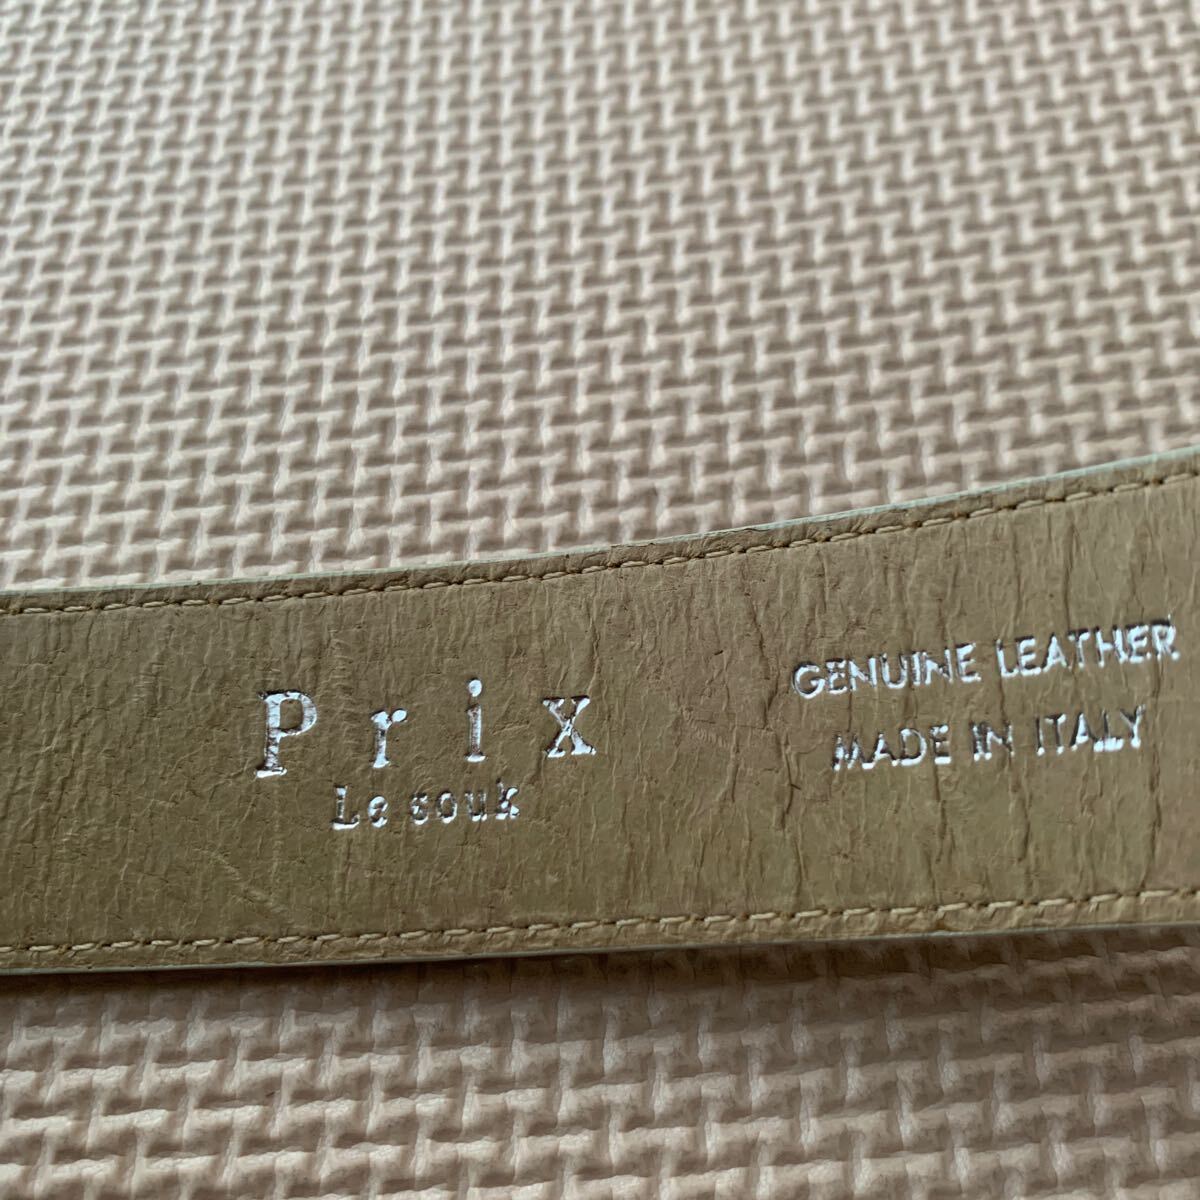 Prix
Le souk
GENUINE LEATHER
MADE IN ITALY